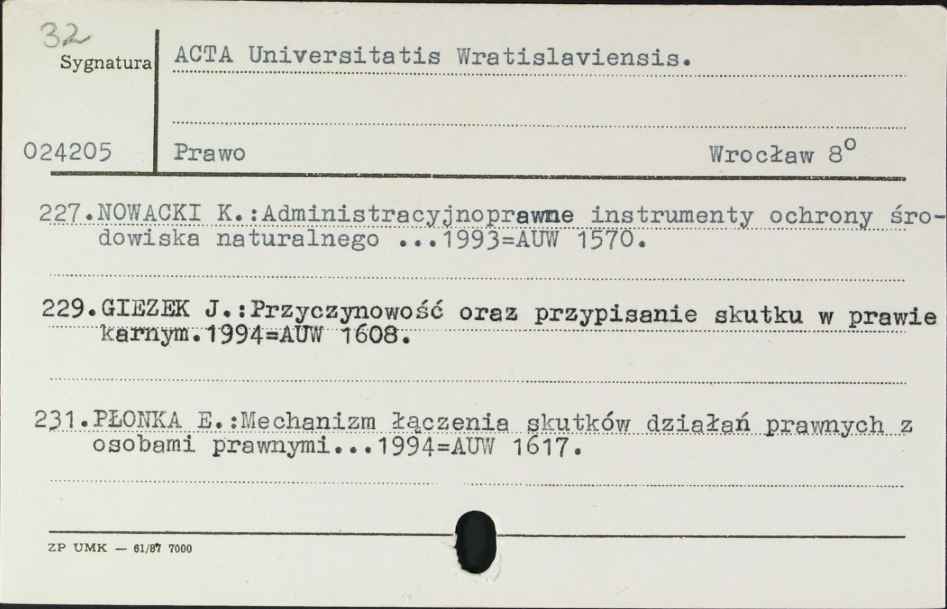 32
Sygnatura
ACTA Universitatis Wratislaviensis.
024205
Prawo Wrocław 8º
227.NOWACKI K.:Administracyjnoprawne instrumenty ochrony śro-
dowiska naturalnego ...1993=AUW 1570.
229.GIEZEK J.:Przyczynowość oraz przypisanie skutku w prawie
karnym.1994=AUW 1608.
231.PŁONKA E.:Mechanizm łączenia skutków działań prawnych z
osobami prawnymi...1994=AUW 1617.
ZP UMK — 61/87 7000